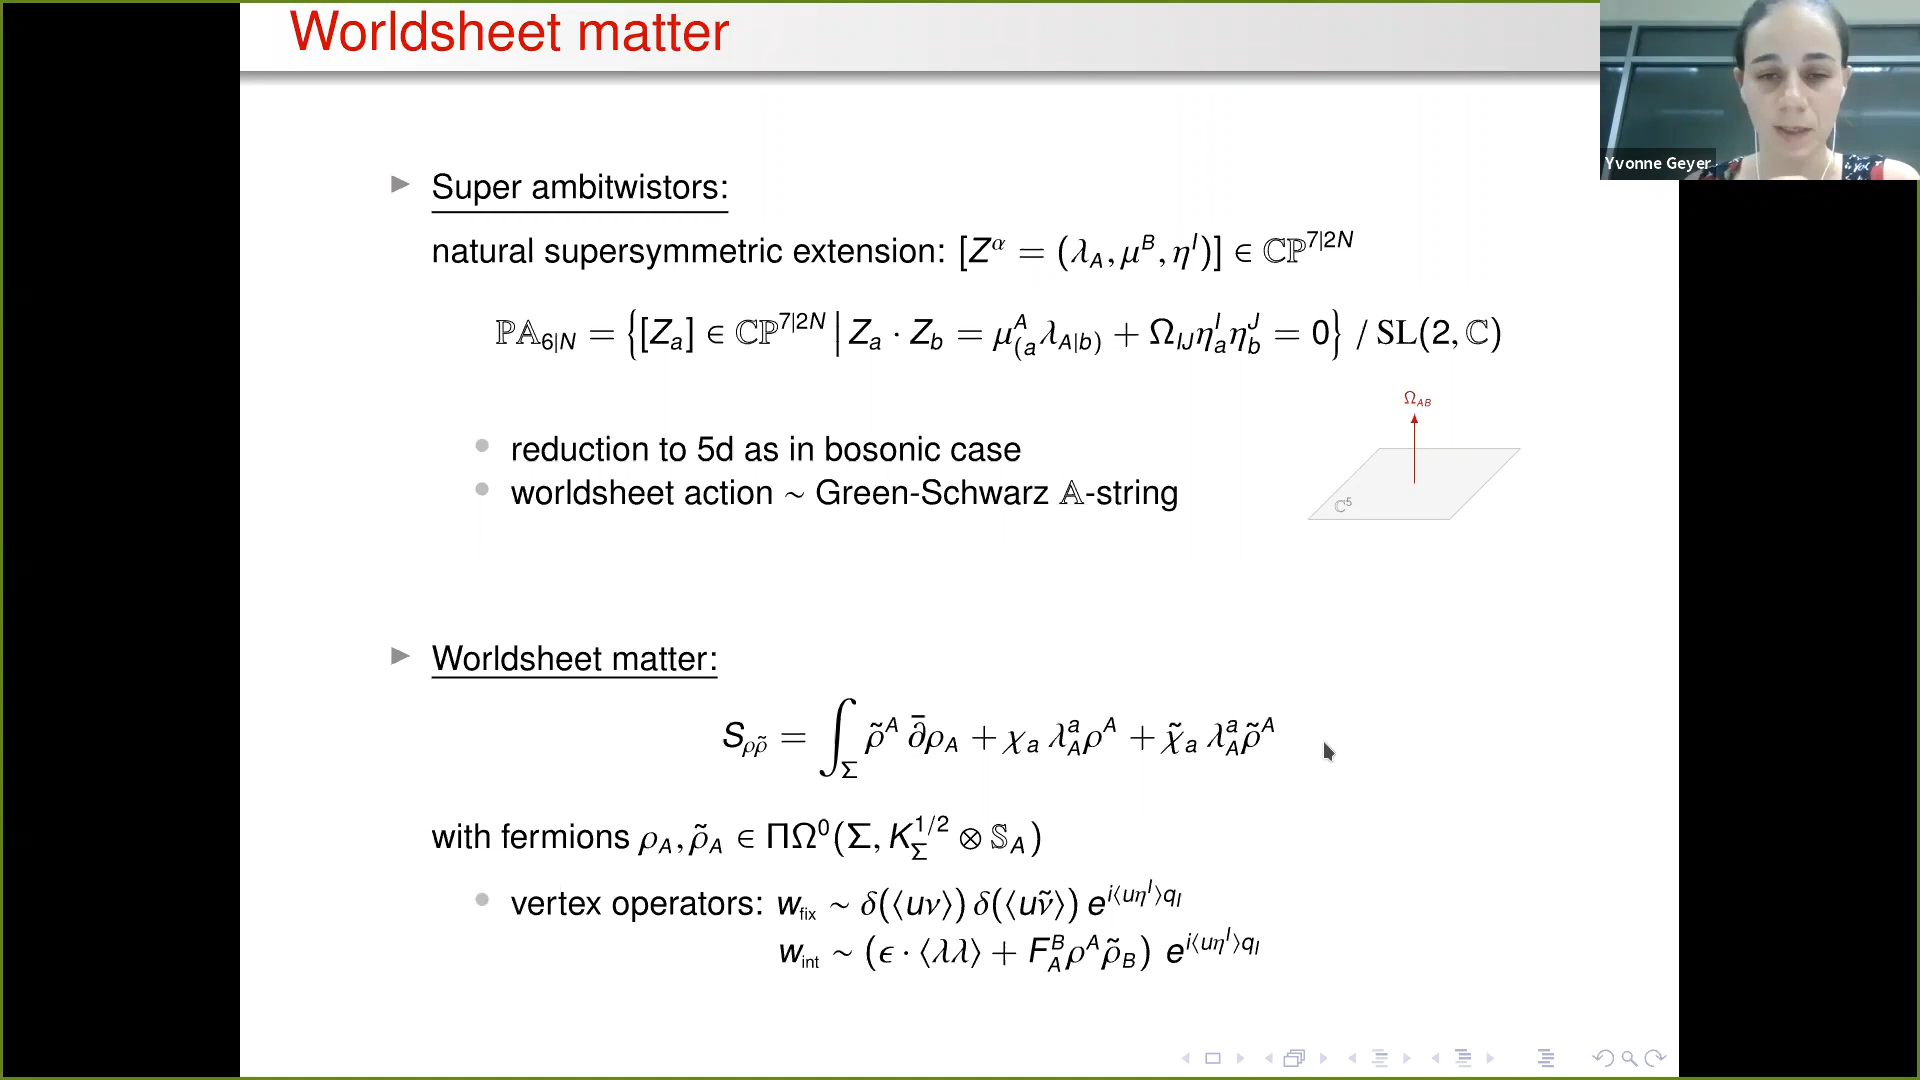 Worldsheet matter
Yvonne Geyer
▶ Super ambitwistors:
natural supersymmetric extension: [Z^α = (λ_A, μ^B, η^I)] ∈ ℂℙ^{7|2N}
ℙ𝔸_{6|N} = {[Z_a] ∈ ℂℙ^{7|2N} | Z_a · Z_b = μ^A_{(a} λ_{A|b)} + Ω_{IJ} η^I_a η^J_b = 0} / SL(2, ℂ)
Ω_{AB}
• reduction to 5d as in bosonic case
• worldsheet action ∼ Green-Schwarz 𝔸-string
ℂ^5
▶ Worldsheet matter:
S_{ρρ̃} = ∫_Σ ρ̃^A ∂̄ρ_A + χ_a λ^a_A ρ^A + χ̃_a λ^a_A ρ̃^A
with fermions ρ_A, ρ̃_A ∈ ΠΩ^0(Σ, K_Σ^{1/2} ⊗ 𝕊_A)
• vertex operators: w_fix ∼ δ(⟨uν⟩) δ(⟨uν̃⟩) e^{i⟨uη^I⟩q_I}
w_int ∼ (ϵ · ⟨λλ⟩ + F_A^B ρ^A ρ̃_B) e^{i⟨uη^I⟩q_I}